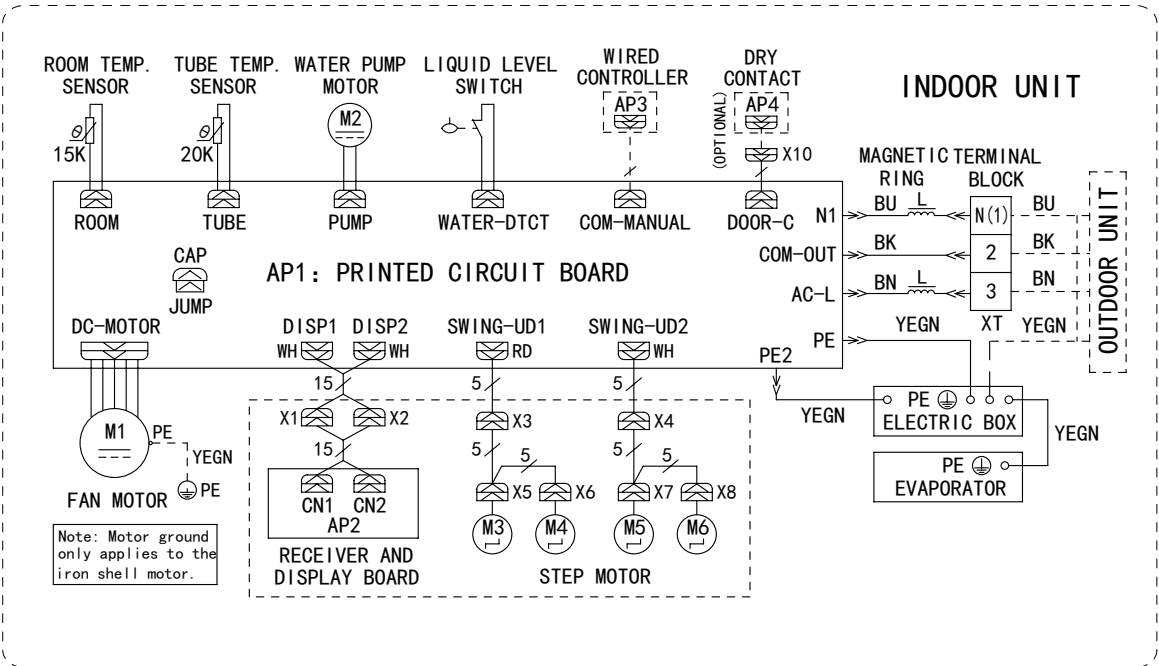 INDOOR UNIT
ROOM TEMP.
SENSOR
15K
TUBE TEMP.
SENSOR
θ
20K
θ
WATER PUMP
MOTOR
M2
LIQUID LEVEL
SWITCH
WIRED
CONTROLLER
AP3
DRY
CONTACT
(OPTIONAL)
AP4
X10
MAGNETIC
RING
TERMINAL
BLOCK
ROOM
TUBE
PUMP
WATER-DTCT
COM-MANUAL
DOOR-C
N1
BU
L
N(1)
BU
COM-OUT
BK
2
BK
AC-L
BN
L
3
BN
XT
OUTDOOR UNIT
CAP
JUMP
AP1: PRINTED CIRCUIT BOARD
PE
YEGN
YEGN
PE2
YEGN
DC-MOTOR
DISP1
DISP2
SWING-UD1
SWING-UD2
WH
WH
RD
WH
15
5
5
X1
X2
X3
X4
15
5
5
5
5
CN1
CN2
AP2
X5
X6
X7
X8
M3
M4
M5
M6
RECEIVER AND
DISPLAY BOARD
STEP MOTOR
M1
PE
YEGN
PE
FAN MOTOR
Note: Motor ground
only applies to the
iron shell motor.
PE
ELECTRIC BOX
YEGN
PE
EVAPORATOR